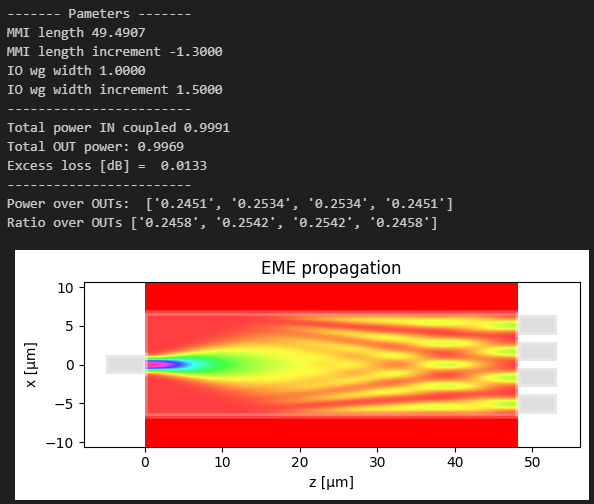 ------- Pameters -------
MMI length 49.4907
MMI length increment -1.3000
IO wg width 1.0000
IO wg width increment 1.5000
------------------------
Total power IN coupled 0.9991
Total OUT power: 0.9969
Excess loss [dB] =  0.0133
------------------------
Power over OUTs:  ['0.2451', '0.2534', '0.2534', '0.2451']
Ratio over OUTs ['0.2458', '0.2542', '0.2542', '0.2458']
EME propagation
10
5
0
−5
−10
x [µm]
0 10 20 30 40 50
z [µm]